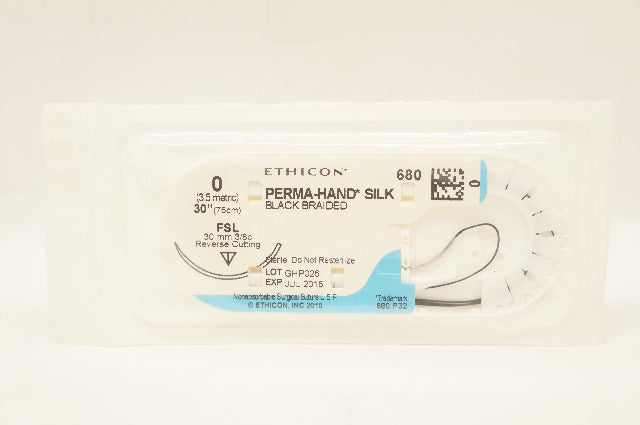 ETHICON*
680
0
0
(3.5 metric)
30" (75cm)
PERMA-HAND* SILK
BLACK BRAIDED
FSL
30 mm 3/8c
Reverse Cutting
Sterile Do Not Resterilize
LOT GHP026
EXP JUL 2015
Nonabsorbable Surgical Suture U.S.P.
© ETHICON, INC 2010
*Trademark
680.P32